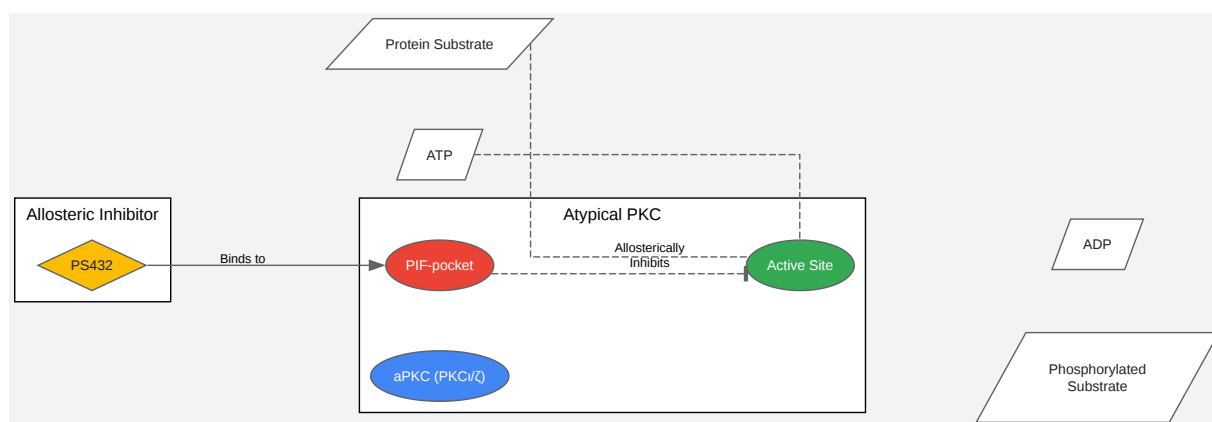 Protein Substrate
ATP
Allosteric Inhibitor
Atypical PKC
PS432
Binds to
PIF-pocket
Allosterically
Inhibits
Active Site
ADP
aPKC (PKCι/ζ)
Phosphorylated
Substrate